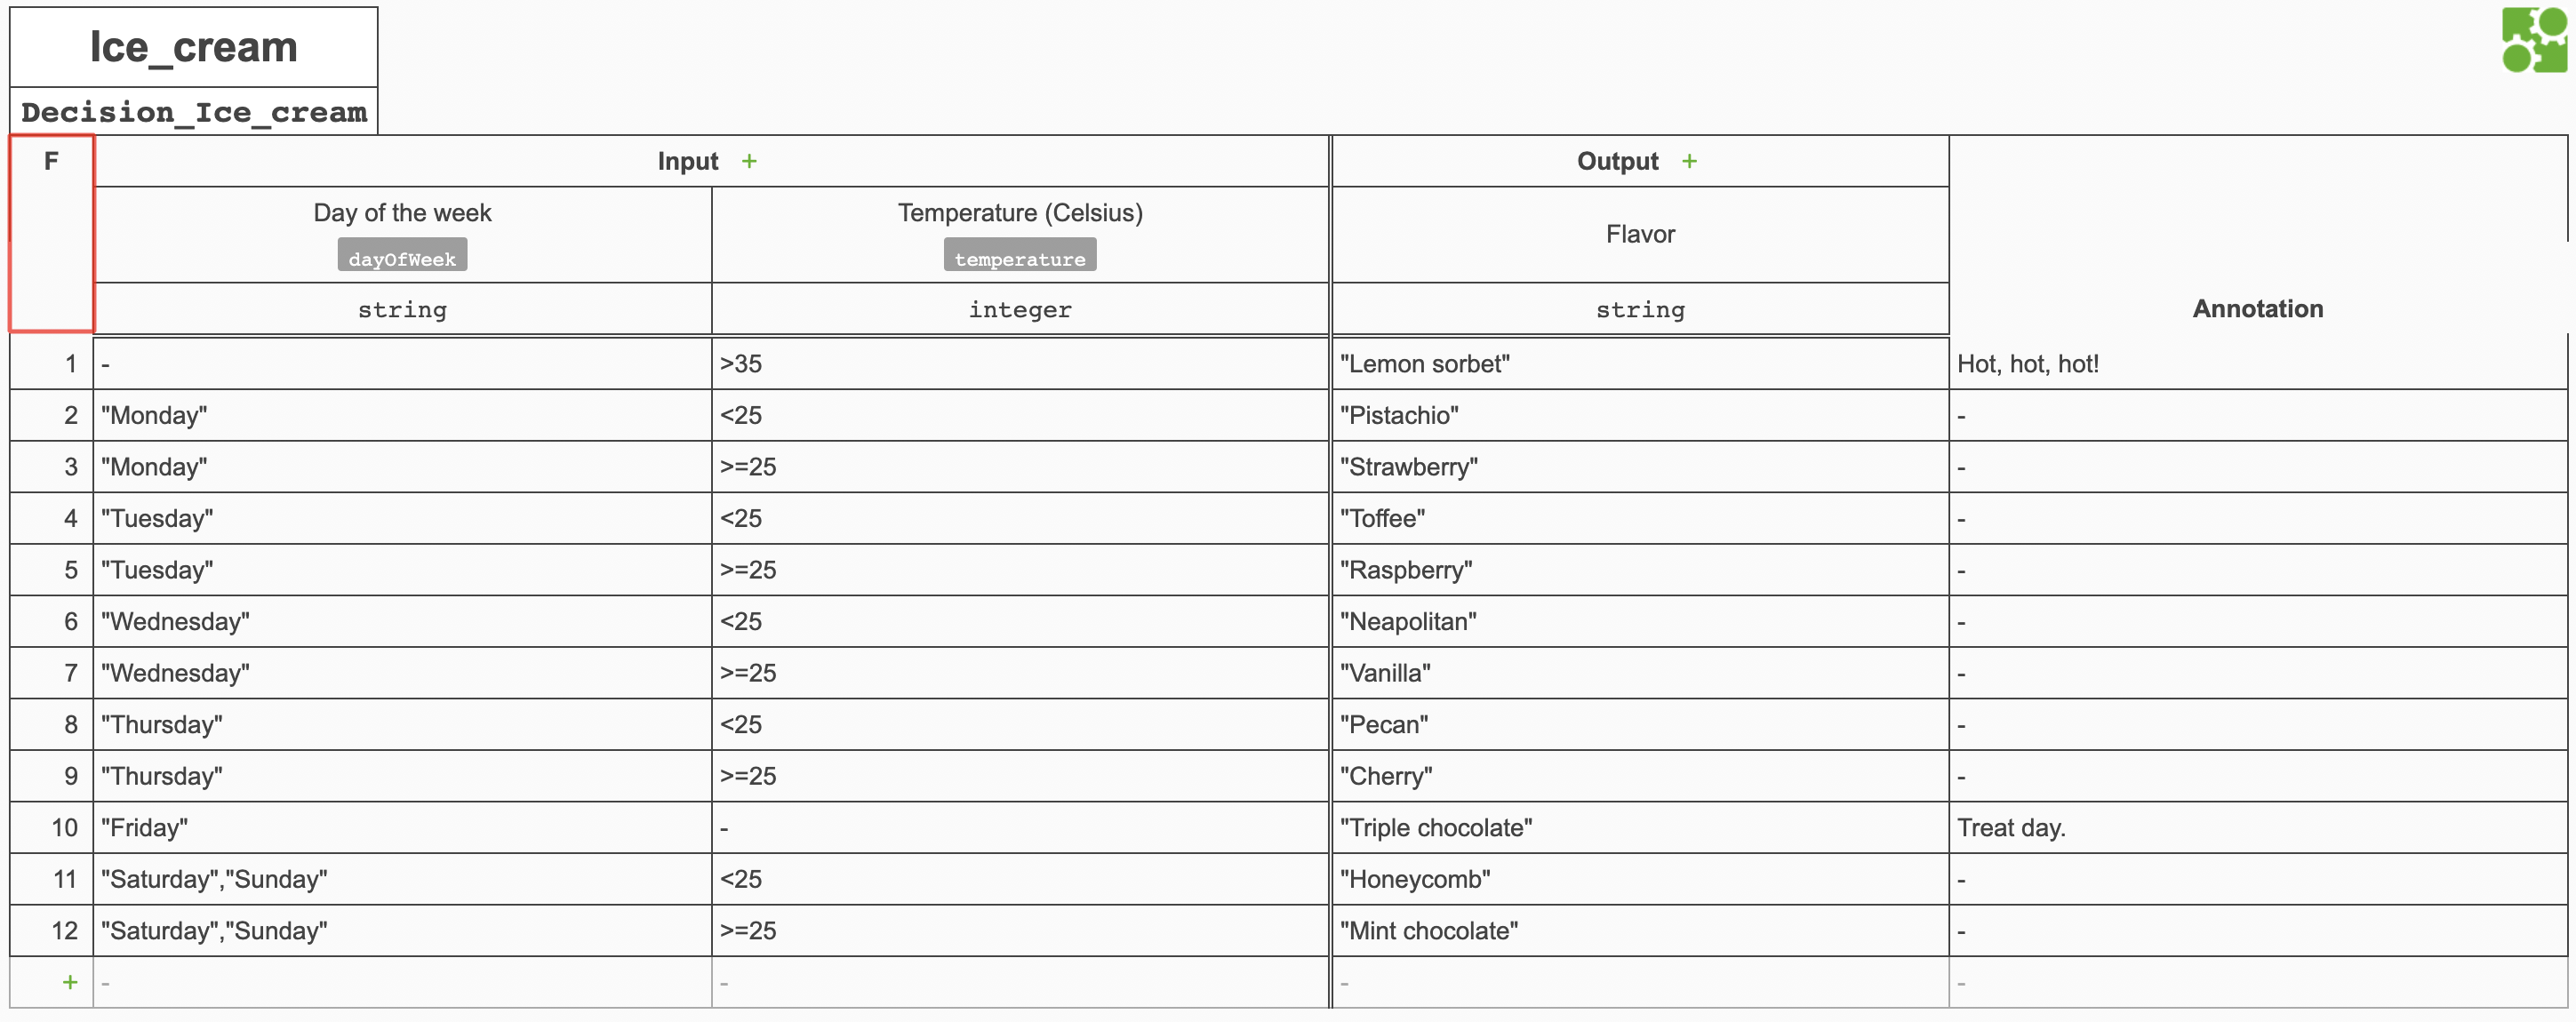 Ice_cream
Decision_Ice_cream
F Input + Output +
Day of the week Temperature (Celsius) Flavor
dayOfWeek temperature
string integer string Annotation
1 - >35 "Lemon sorbet" Hot, hot, hot!
2 "Monday" <25 "Pistachio" -
3 "Monday" >=25 "Strawberry" -
4 "Tuesday" <25 "Toffee" -
5 "Tuesday" >=25 "Raspberry" -
6 "Wednesday" <25 "Neapolitan" -
7 "Wednesday" >=25 "Vanilla" -
8 "Thursday" <25 "Pecan" -
9 "Thursday" >=25 "Cherry" -
10 "Friday" - "Triple chocolate" Treat day.
11 "Saturday","Sunday" <25 "Honeycomb" -
12 "Saturday","Sunday" >=25 "Mint chocolate" -
+ - - - -